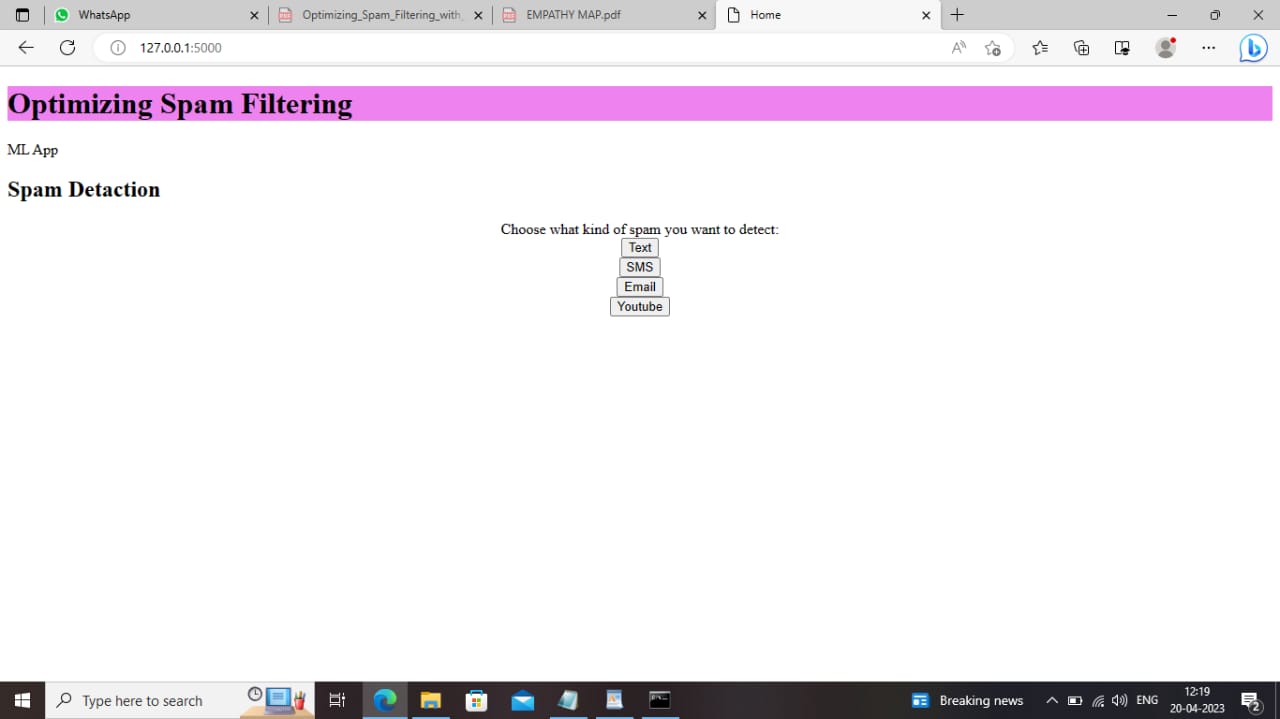 WhatsApp
Optimizing_Spam_Filtering_with_
EMPATHY MAP.pdf
Home
127.0.0.1:5000
Optimizing Spam Filtering
ML App
Spam Detaction
Choose what kind of spam you want to detect:
Text
SMS
Email
Youtube
Type here to search
Breaking news
ENG
12:19
20-04-2023
2